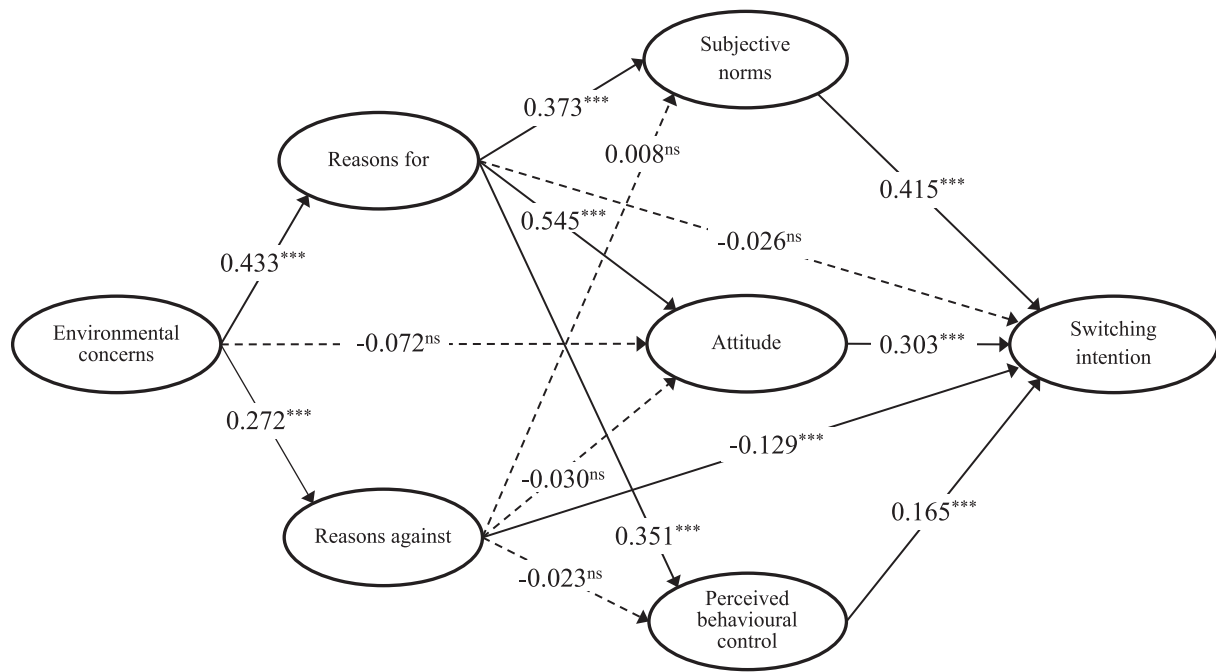 Subjective
norms
0.373***
0.008ns
Reasons for
0.415***
0.545***
-0.026ns
0.433***
Environmental
concerns
-0.072ns
Attitude
0.303***
Switching
intention
0.272***
-0.129***
-0.030ns
Reasons against
0.351***
0.165***
-0.023ns
Perceived
behavioural
control